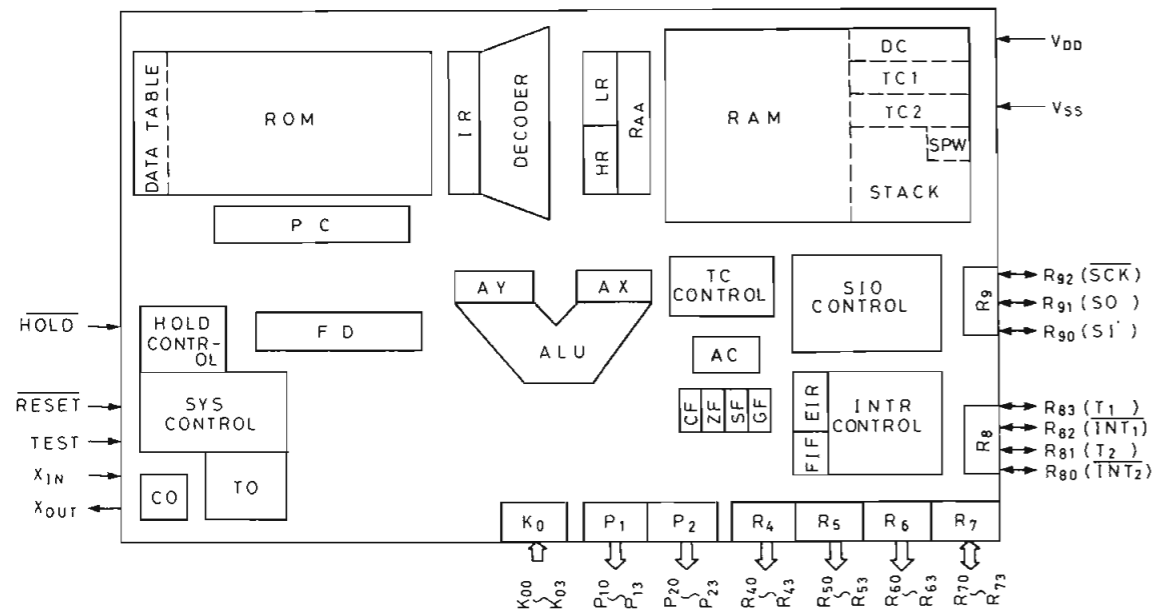 DATA TABLE
ROM
IR
DECODER
LR
HR
RAA
RAM
DC
TC1
TC2
SPW
STACK
VDD
VSS
P C
AY
AX
ALU
TC
CONTROL
SIO
CONTROL
R9
R92 (SCK)
R91 (SO )
R90 (SI )
HOLD
HOLD
CONTR-
OL
F D
AC
RESET
TEST
XIN
XOUT
SYS
CONTROL
CO
TO
CF
ZF
SF
GF
EIR
FIF
INTR
CONTROL
R8
R83 (T1 )
R82 (INT1)
R81 (T2 )
R80 (INT2)
K0
P1
P2
R4
R5
R6
R7
K00 ~ K03
P10 ~ P13
P20 ~ P23
R40 ~ R43
R50 ~ R53
R60 ~ R63
R70 ~ R73